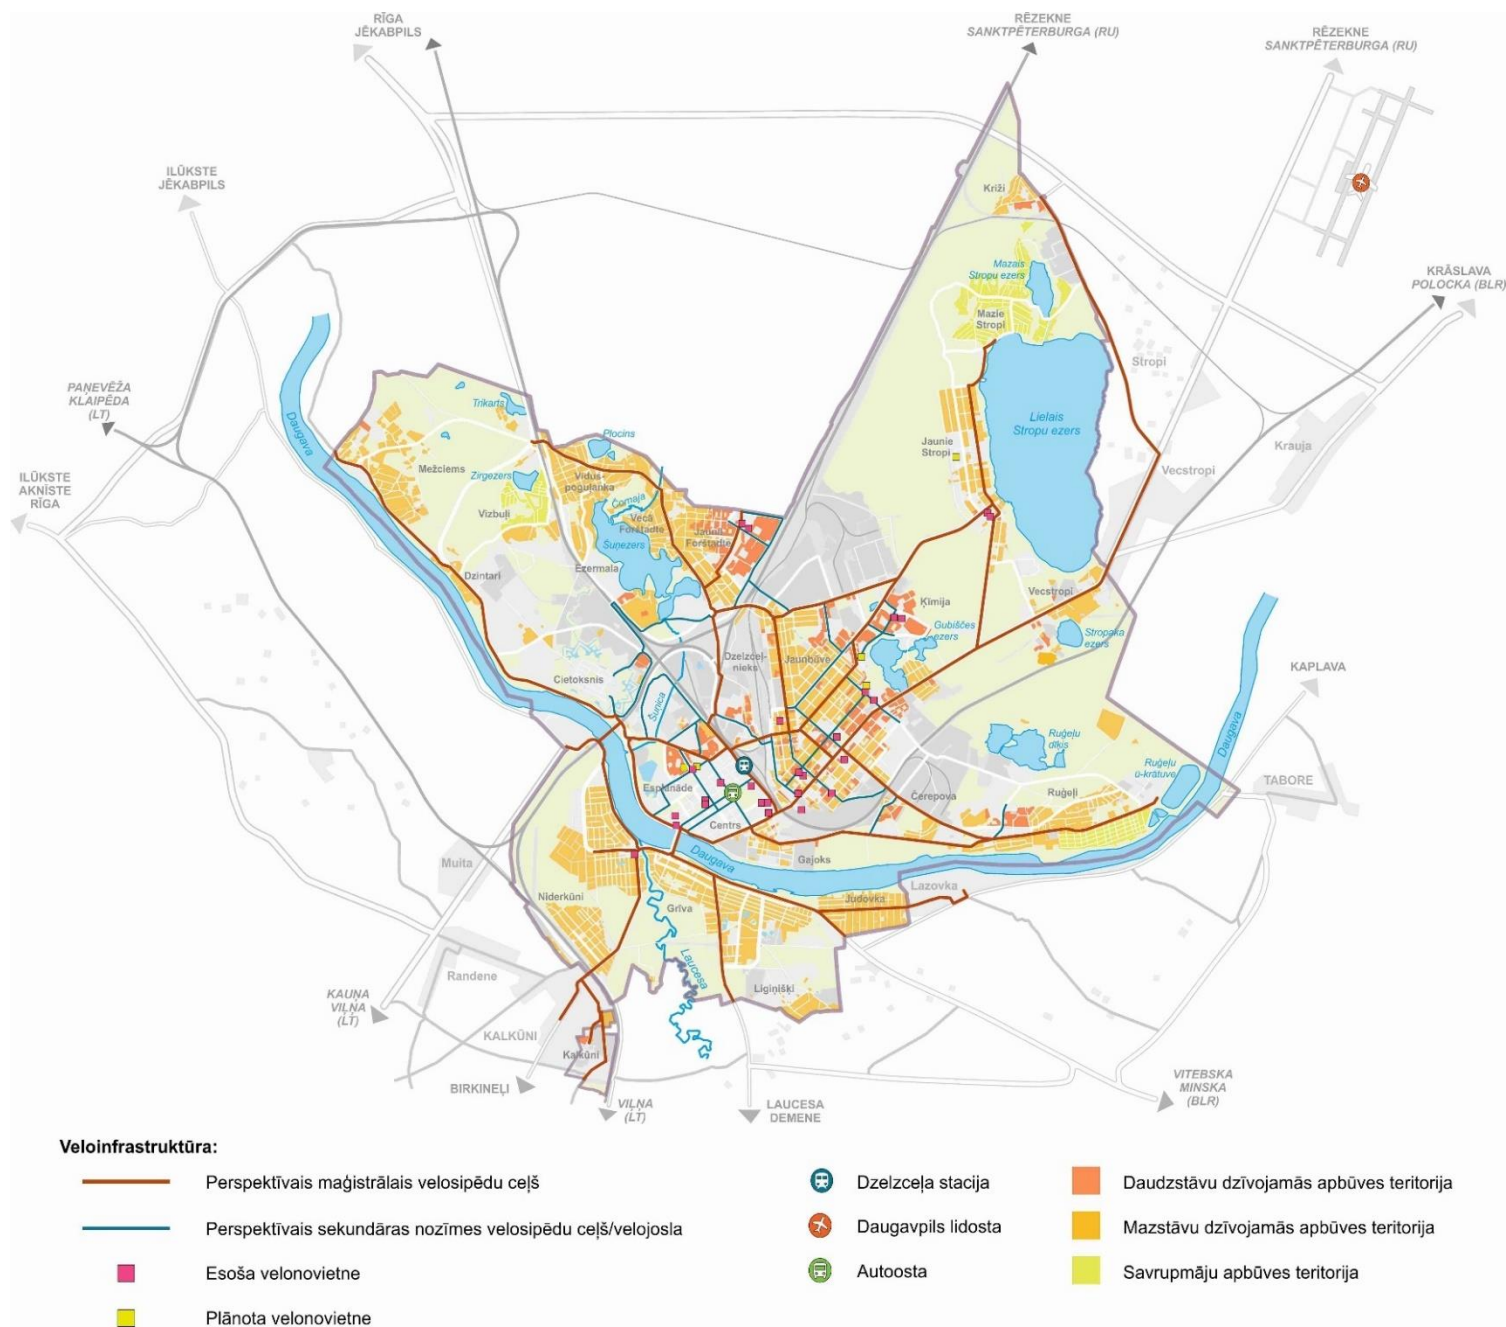 RĪGA
JĒKABPILS
RĒZEKNE
SANKTPĒTERBURGA (RU)
RĒZEKNE
SANKTPĒTERBURGA (RU)
ILŪKSTE
JĒKABPILS
Križi
KRĀSLAVA
POLOCKA (BLR)
Mazais
Stropu ezers
Mazie
Stropi
Stropi
PAŅEVĒŽA
KLAIPĒDA
(LT)
Daugava
Trikarts
Plocins
Lielais
Stropu ezers
Jaunie
Stropi
Krauja
Mežciems
Vidus-
poguļanka
Zirgezers
Vecstropi
ILŪKSTE
AKNĪSTE
RĪGA
Vizbuļi
Čornaja
Vecā
Forštadte
Jaunā
Forštadte
Šuņezers
Dzintari
Ezermala
Vecstropi
Ķīmija
Gubiščes
ezers
Stropaka
ezers
Dzelzceļ-
nieks
Jaunbūve
KAPLAVA
Cietoksnis
Šuņica
Daugava
Ruģeļu
dīķis
Ruģeļu
ū-krātuve
TABORE
Esplanāde
Čerepova
Ruģeļi
Centrs
Daugava
Gajoks
Muita
Lazovka
Niderkūni
Grīva
Judovka
Laucesa
Randene
Liginišķi
KAUŅA
VIĻŅA
(LT)
KALKŪNI
Kalkūni
BIRKINEĻI
VIĻŅA
(LT)
LAUCESA
DEMENE
VITEBSKA
MINSKA
(BLR)
Veloinfrastruktūra:
Perspektīvais maģistrālais velosipēdu ceļš
Perspektīvais sekundāras nozīmes velosipēdu ceļš/velojosla
Esoša velonovietne
Plānota velonovietne
Dzelzceļa stacija
Daugavpils lidosta
Autoosta
Daudzstāvu dzīvojamās apbūves teritorija
Mazstāvu dzīvojamās apbūves teritorija
Savrupmāju apbūves teritorija